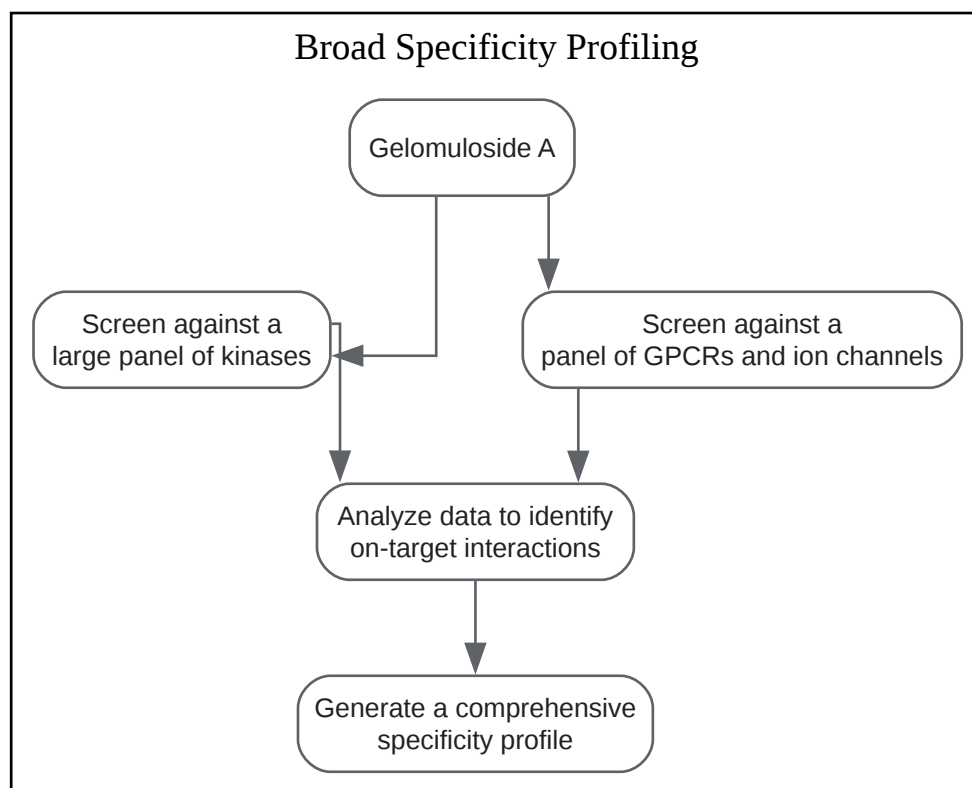 Broad Specificity Profiling
Gelomuloside A
Screen against a
large panel of kinases
Screen against a
panel of GPCRs and ion channels
Analyze data to identify
on-target interactions
Generate a comprehensive
specificity profile